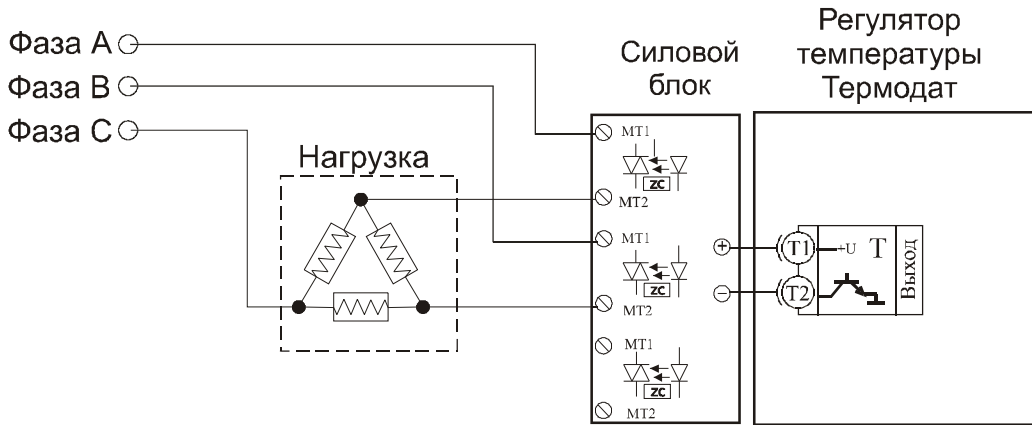 Фаза A
Фаза B
Фаза C
Нагрузка
Силовой
блок
Регулятор
температуры
Термодат
MT1
ZC
MT2
MT1
ZC
MT2
MT1
ZC
MT2
+
−
T1
+U
T
T2
Выход